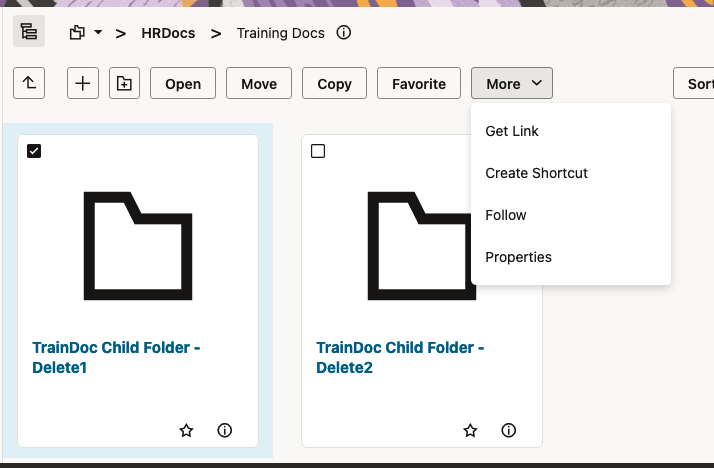 > HRDocs > Training Docs
Open Move Copy Favorite More Sort
Get Link
Create Shortcut
Follow
Properties
TrainDoc Child Folder -
Delete1
TrainDoc Child Folder -
Delete2